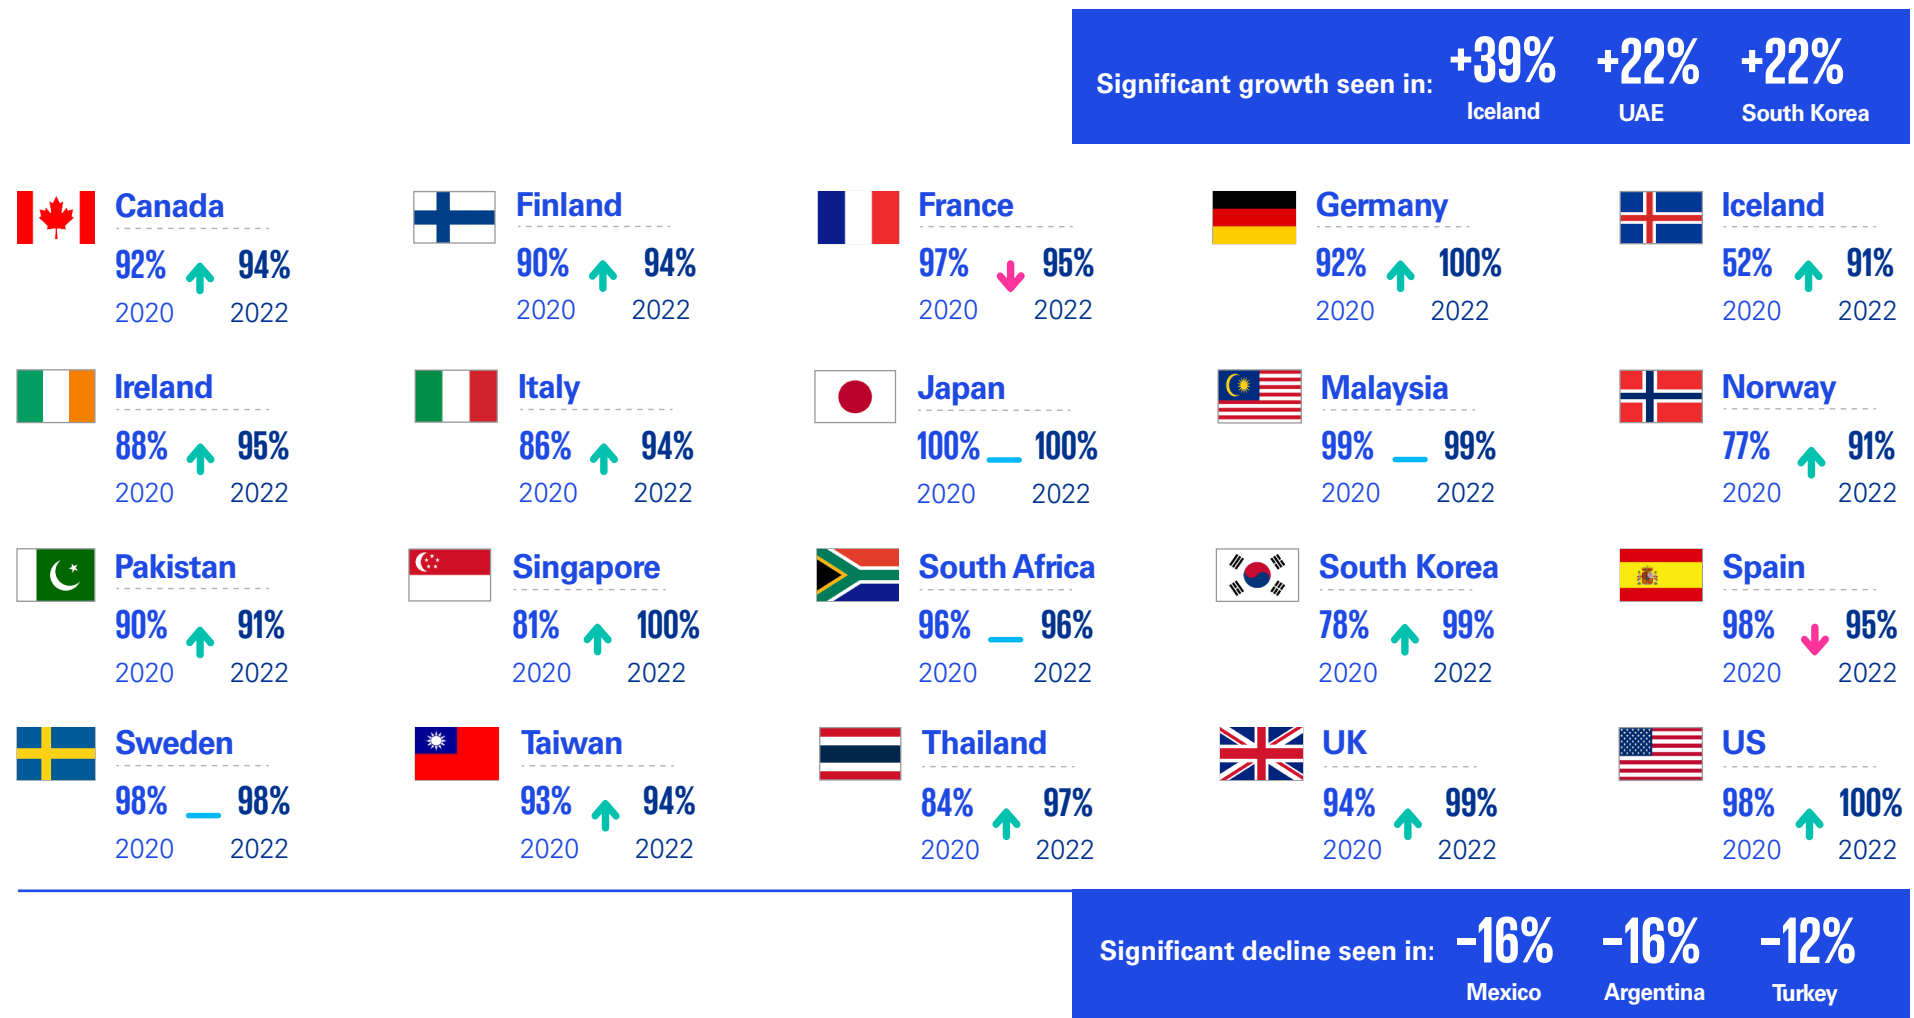 Significant growth seen in: +39% +22% +22%
Iceland UAE South Korea
Canada Finland France Germany Iceland
92% 94% 90% 94% 97% 95% 92% 100% 52% 91%
2020 2022 2020 2022 2020 2022 2020 2022 2020 2022
Ireland Italy Japan Malaysia Norway
88% 95% 86% 94% 100% 100% 99% 99% 77% 91%
2020 2022 2020 2022 2020 2022 2020 2022 2020 2022
Pakistan Singapore South Africa South Korea Spain
90% 91% 81% 100% 96% 96% 78% 99% 98% 95%
2020 2022 2020 2022 2020 2022 2020 2022 2020 2022
Sweden Taiwan Thailand UK US
98% 98% 93% 94% 84% 97% 94% 99% 98% 100%
2020 2022 2020 2022 2020 2022 2020 2022 2020 2022
Significant decline seen in: -16% -16% -12%
Mexico Argentina Turkey